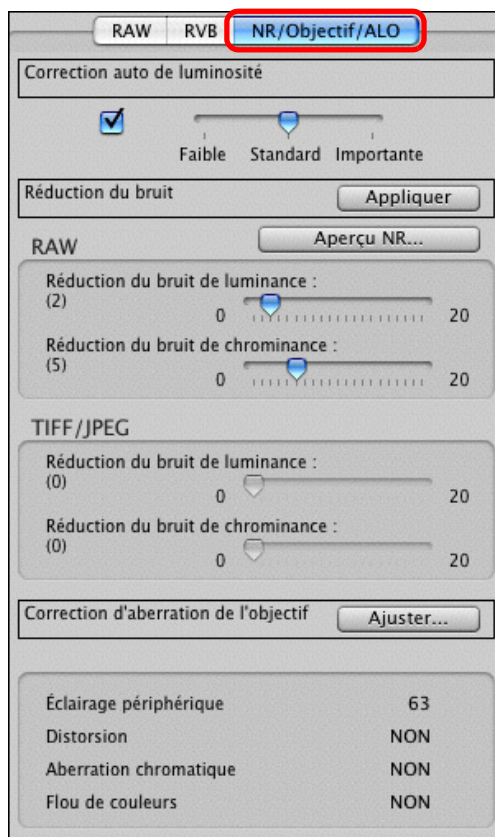 RAW RVB NR/Objectif/ALO
Correction auto de luminosité
Faible Standard Importante
Réduction du bruit Appliquer
RAW Aperçu NR...
Réduction du bruit de luminance :
(2)
0 20
Réduction du bruit de chrominance :
(5)
0 20
TIFF/JPEG
Réduction du bruit de luminance :
(0)
0 20
Réduction du bruit de chrominance :
(0)
0 20
Correction d'aberration de l'objectif Ajuster...
Éclairage périphérique 63
Distorsion NON
Aberration chromatique NON
Flou de couleurs NON